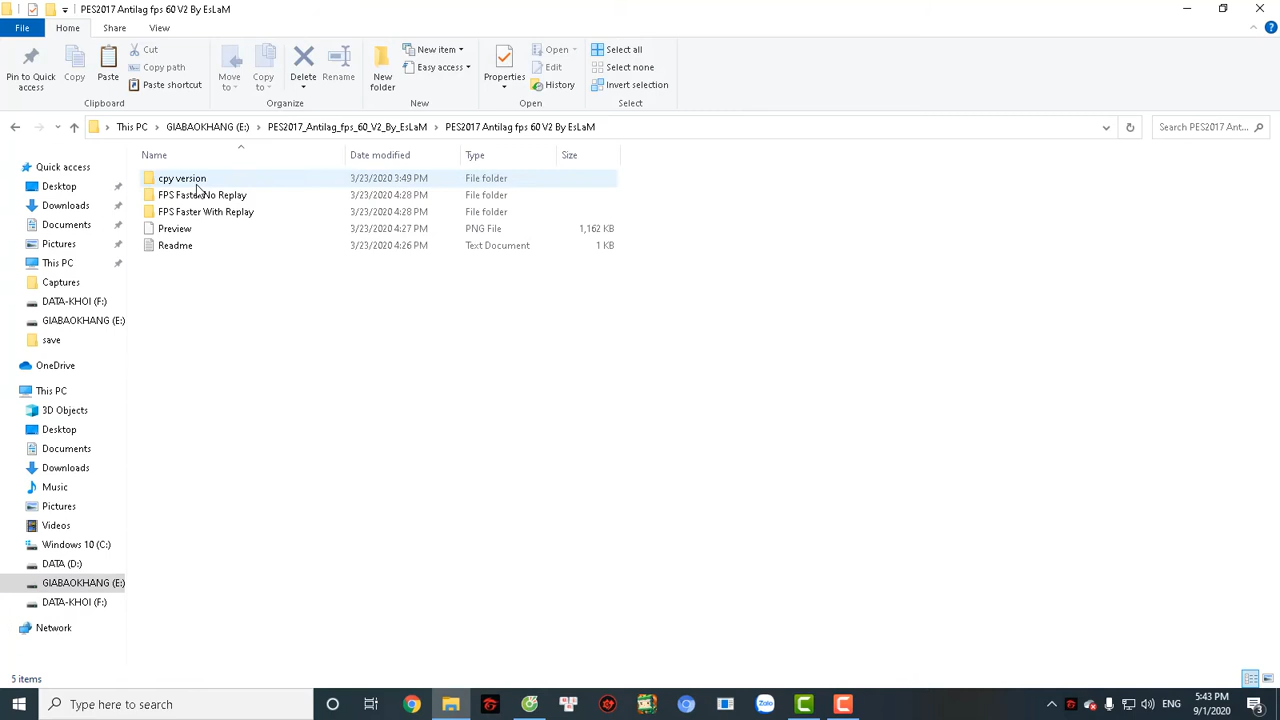 PES2017 Antilag fps 60 V2 By EsLaM
File Home Share View
Pin to Quick access
Copy
Paste
Cut
Copy path
Paste shortcut
Clipboard
Move to
Copy to
Delete
Rename
Organize
New folder
New item
Easy access
New
Properties
Open
Edit
History
Open
Select all
Select none
Invert selection
Select
This PC > GIABAOKHANG (E:) > PES2017_Antilag_fps_60_V2_By_EsLaM > PES2017 Antilag fps 60 V2 By EsLaM
Search PES2017 Ant...
Name Date modified Type Size
cpy version 3/23/2020 3:49 PM File folder
FPS Faster No Replay 3/23/2020 4:28 PM File folder
FPS Faster With Replay 3/23/2020 4:28 PM File folder
Preview 3/23/2020 4:27 PM PNG File 1,162 KB
Readme 3/23/2020 4:26 PM Text Document 1 KB
Quick access
Desktop
Downloads
Documents
Pictures
This PC
Captures
DATA-KHOI (F:)
GIABAOKHANG (E:)
save
OneDrive
This PC
3D Objects
Desktop
Documents
Downloads
Music
Pictures
Videos
Windows 10 (C:)
DATA (D:)
GIABAOKHANG (E:)
DATA-KHOI (F:)
Network
5 items
Type here to search
Zalo
ENG
5:43 PM
9/1/2020
3